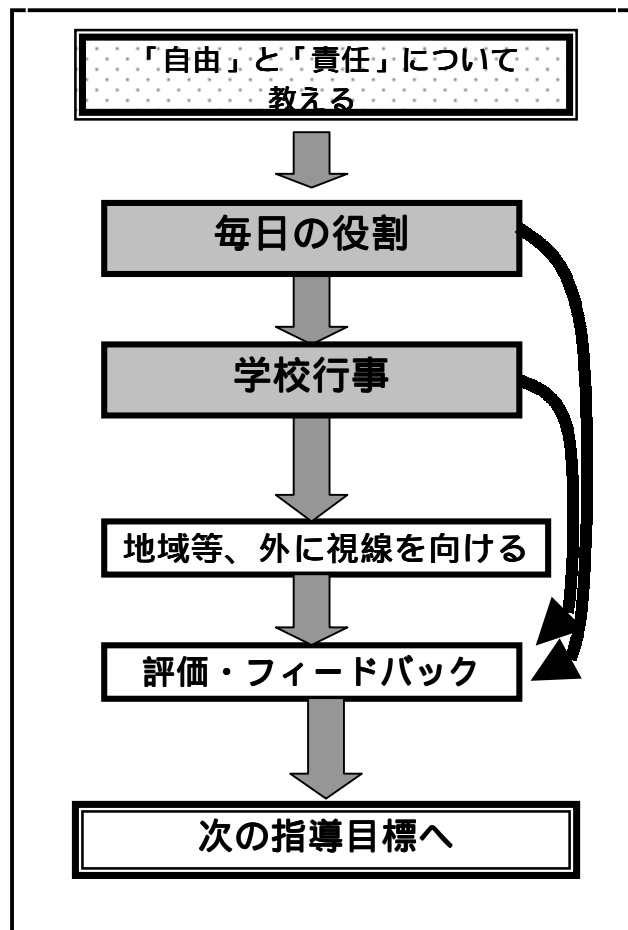 「自由」と「責任」について
教える
毎日の役割
学校行事
地域等、外に視線を向ける
評価・フィードバック
次の指導目標へ